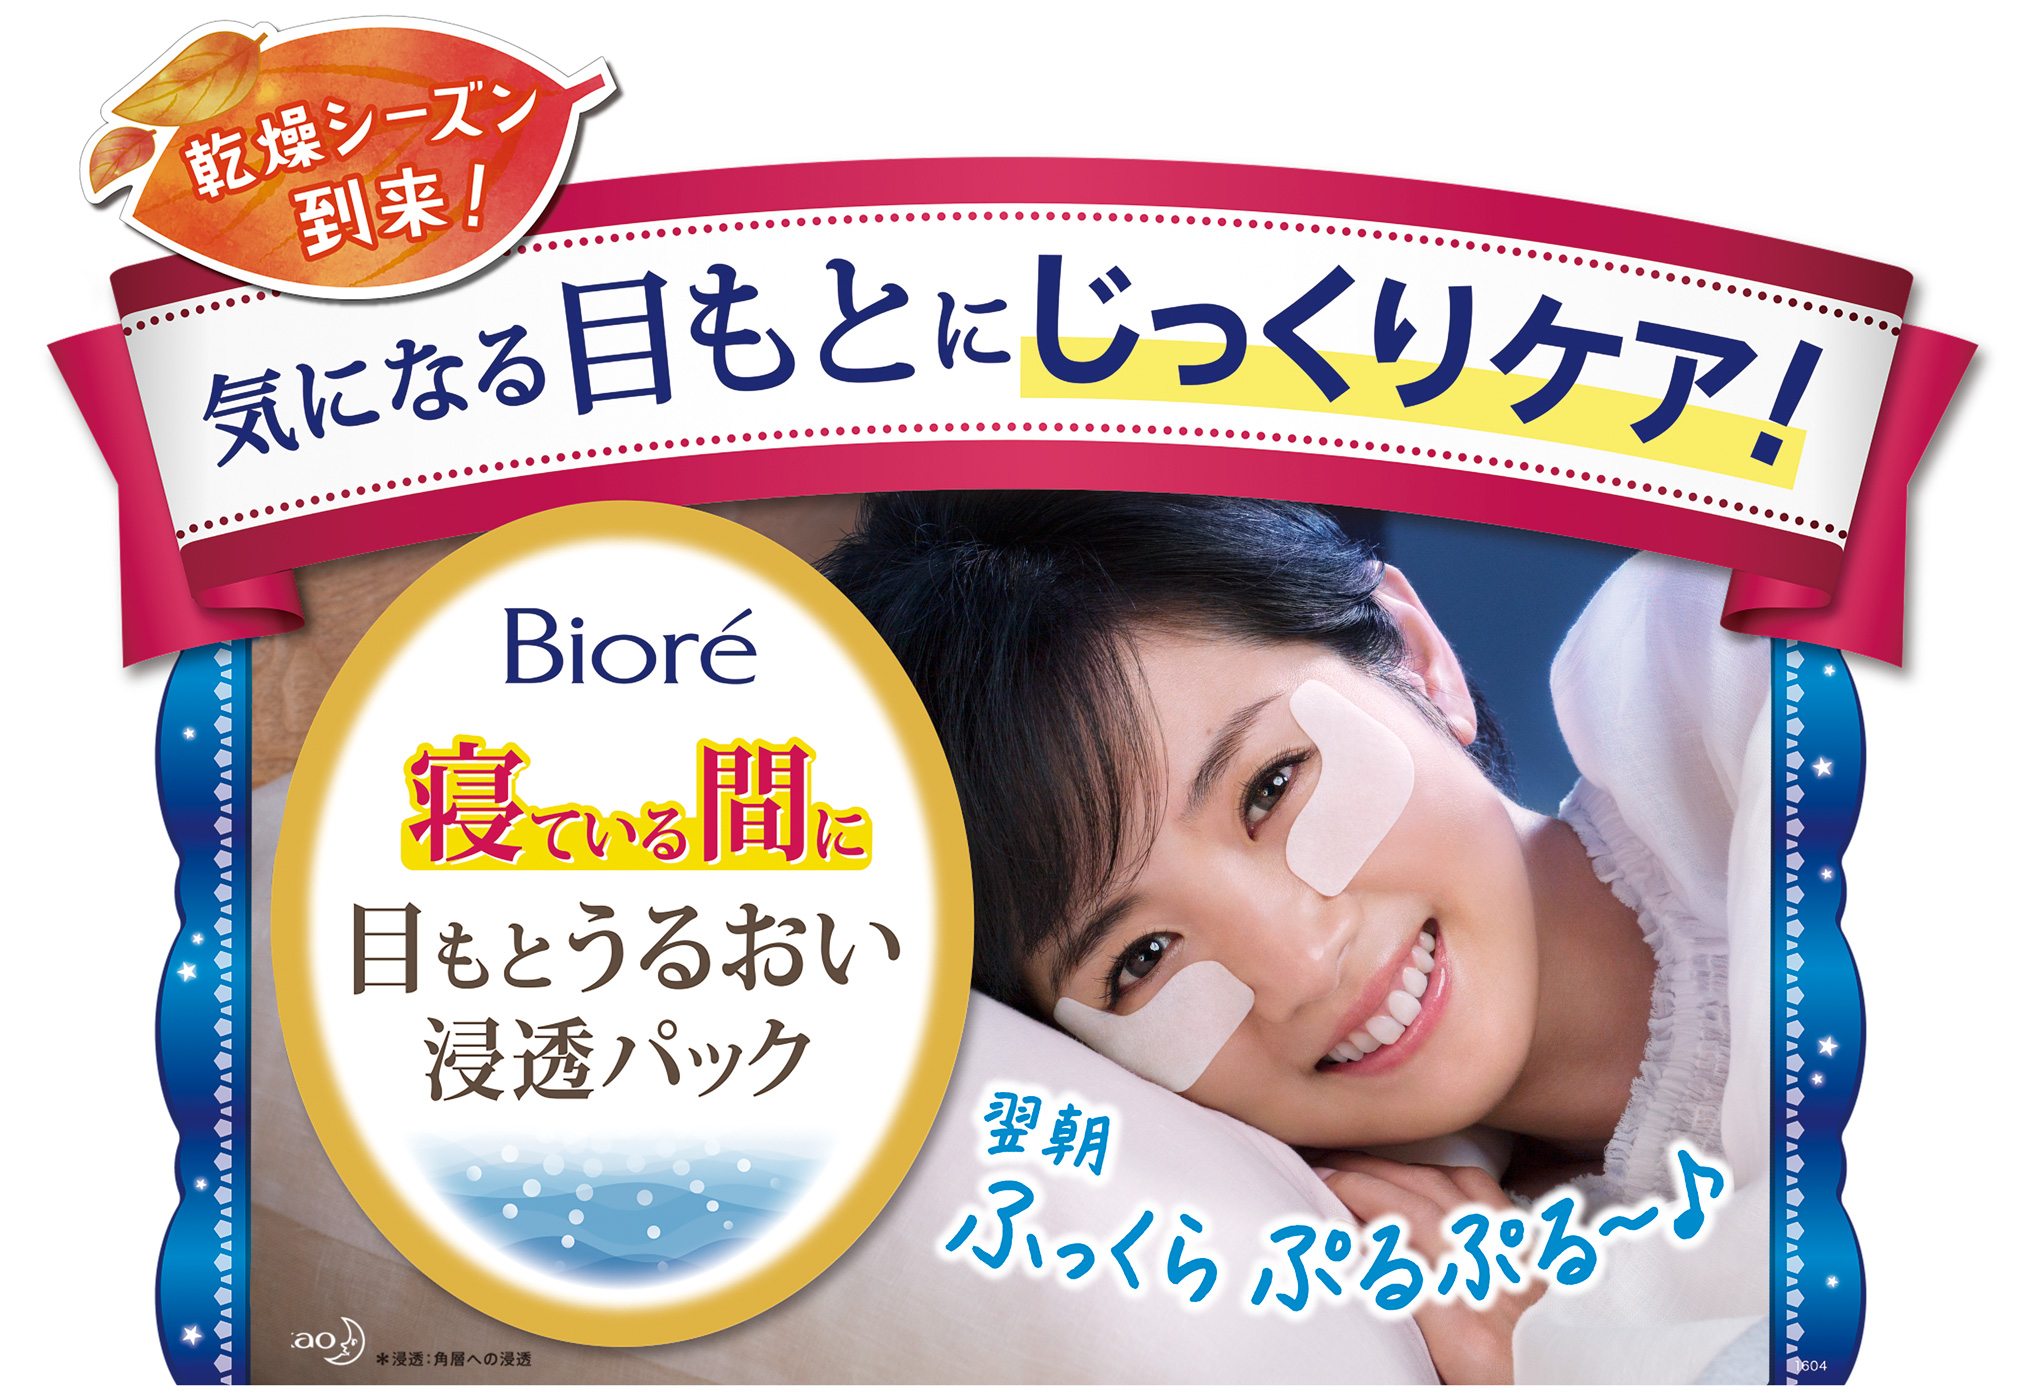 乾燥シーズン
到来！
気になる目もとにじっくりケア！
Bioré
寝ている間に
目もとうるおい
浸透パック
翌朝
ふっくら ぷるぷる〜♪
ao
＊浸透：角層への浸透
1604